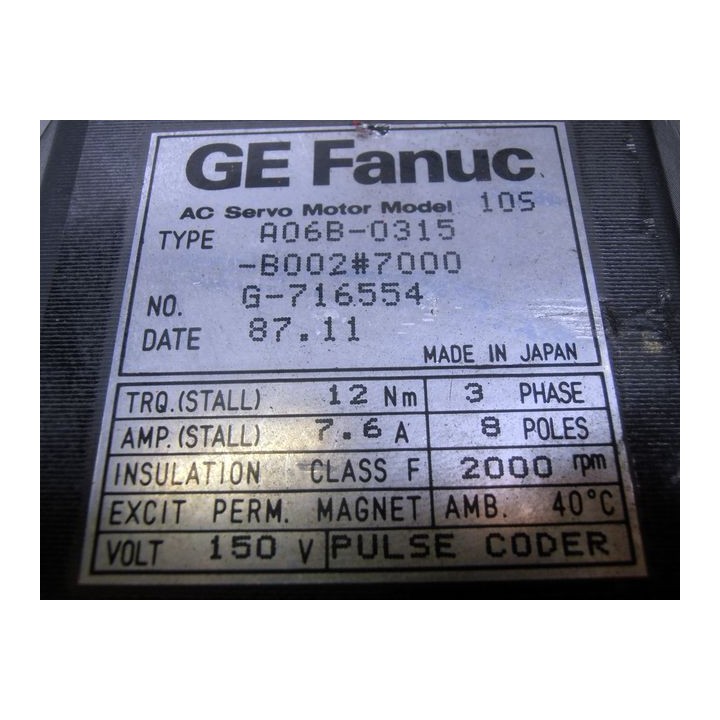 GE Fanuc
AC Servo Motor Model 10S
TYPE A06B-0315
-B002#7000
NO. G-716554
DATE 87.11
MADE IN JAPAN
TRQ.(STALL) 12 Nm 3 PHASE
AMP.(STALL) 7.6 A 8 POLES
INSULATION CLASS F 2000 rpm
EXCIT PERM. MAGNET AMB. 40°C
VOLT 150 V PULSE CODER